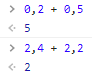 > 0,2 + 0,5
<· 5
> 2,4 + 2,2
<· 2